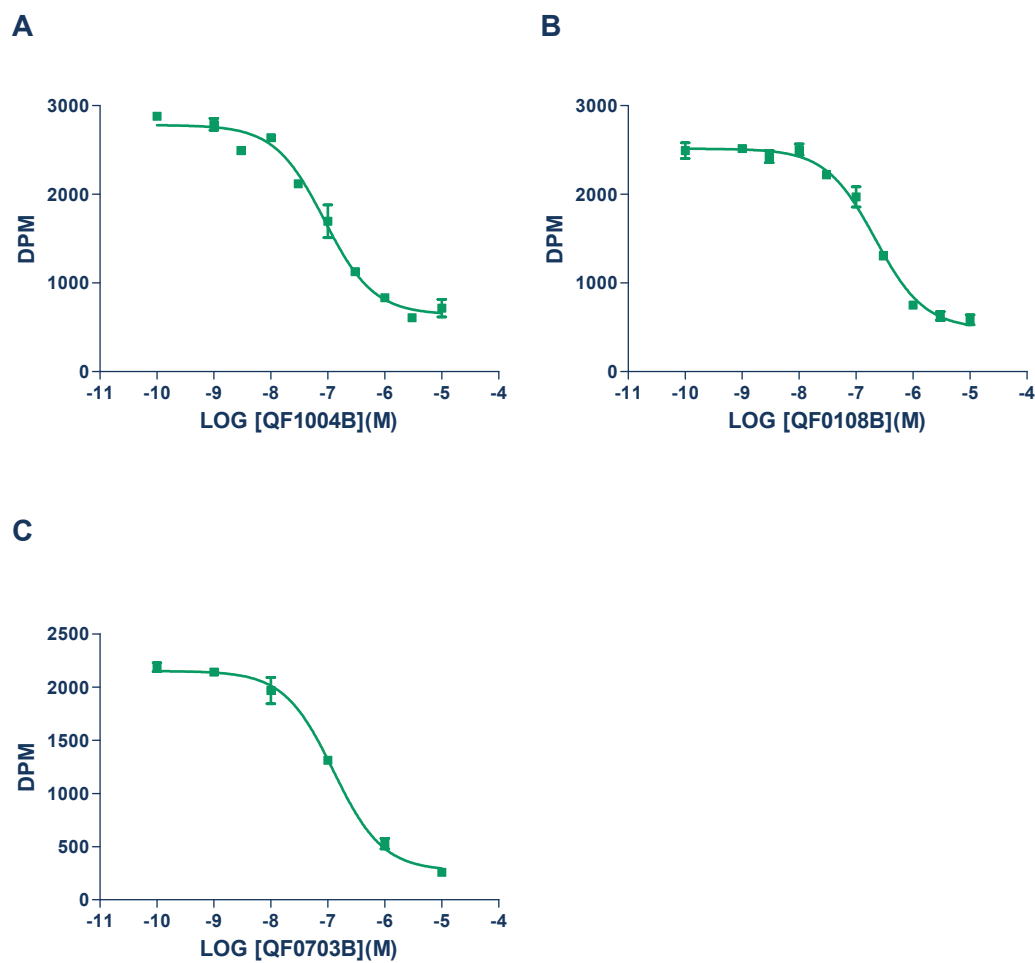 A
B
3000
2000
1000
0
DPM
-11 -10 -9 -8 -7 -6 -5 -4
LOG [QF1004B](M)
3000
2000
1000
0
DPM
-11 -10 -9 -8 -7 -6 -5 -4
LOG [QF0108B](M)
C
2500
2000
1500
1000
500
0
DPM
-11 -10 -9 -8 -7 -6 -5 -4
LOG [QF0703B](M)